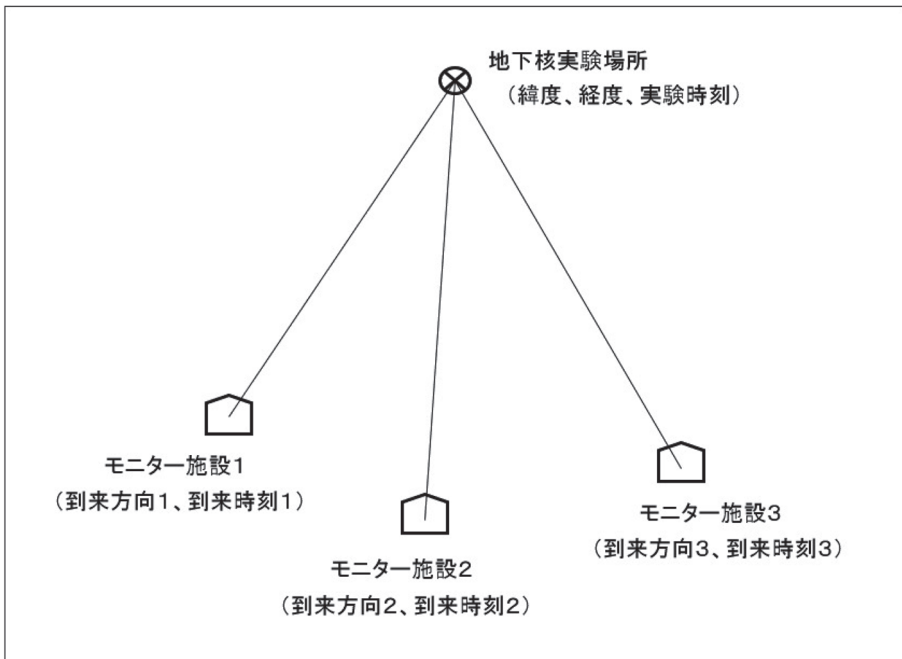 地下核実験場所
(緯度、経度、実験時刻)
モニター施設1
(到来方向1、到来時刻1)
モニター施設2
(到来方向2、到来時刻2)
モニター施設3
(到来方向3、到来時刻3)